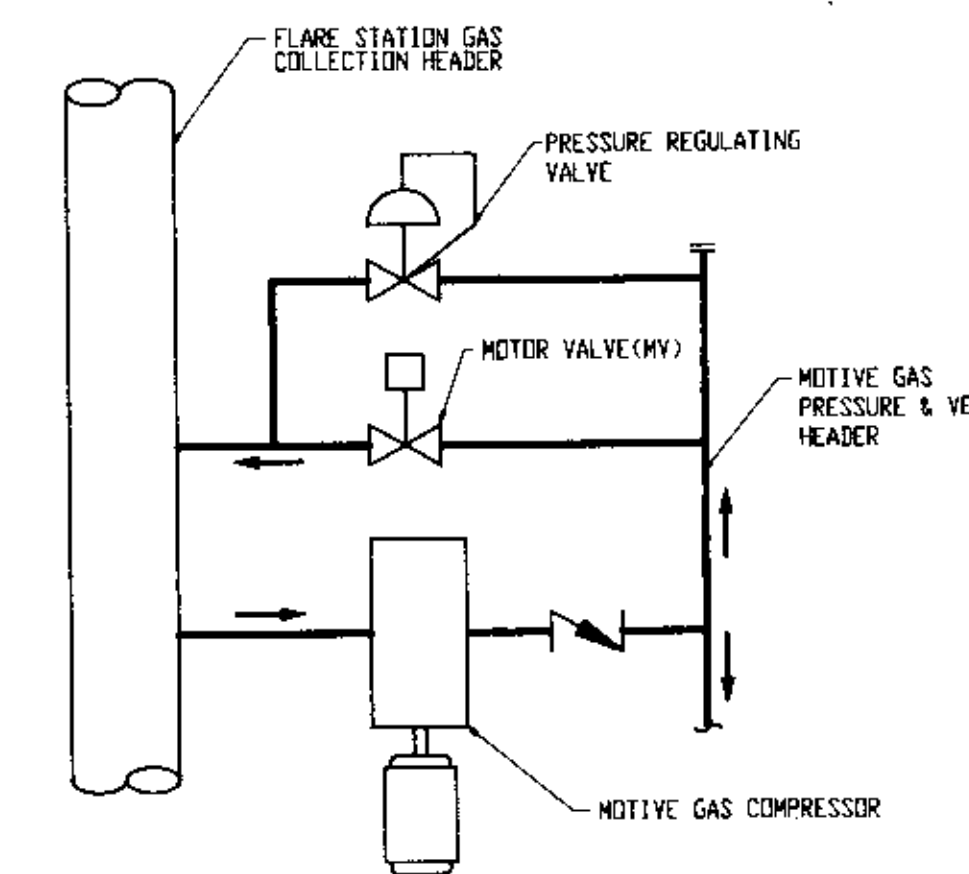 FLARE STATION GAS
COLLECTION HEADER
PRESSURE REGULATING
VALVE
MOTOR VALVE(MV)
MOTIVE GAS
PRESSURE & VE
HEADER
MOTIVE GAS COMPRESSOR